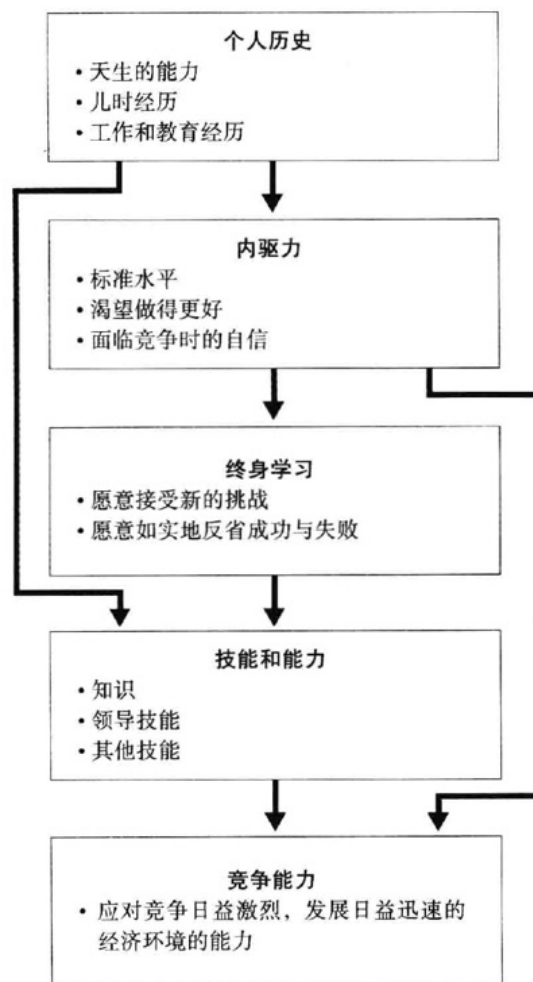 个人历史
• 天生的能力
• 儿时经历
• 工作和教育经历
内驱力
• 标准水平
• 渴望做得更好
• 面临竞争时的自信
终身学习
• 愿意接受新的挑战
• 愿意如实地反省成功与失败
技能和能力
• 知识
• 领导技能
• 其他技能
竞争能力
• 应对竞争日益激烈，发展日益迅速的
经济环境的能力